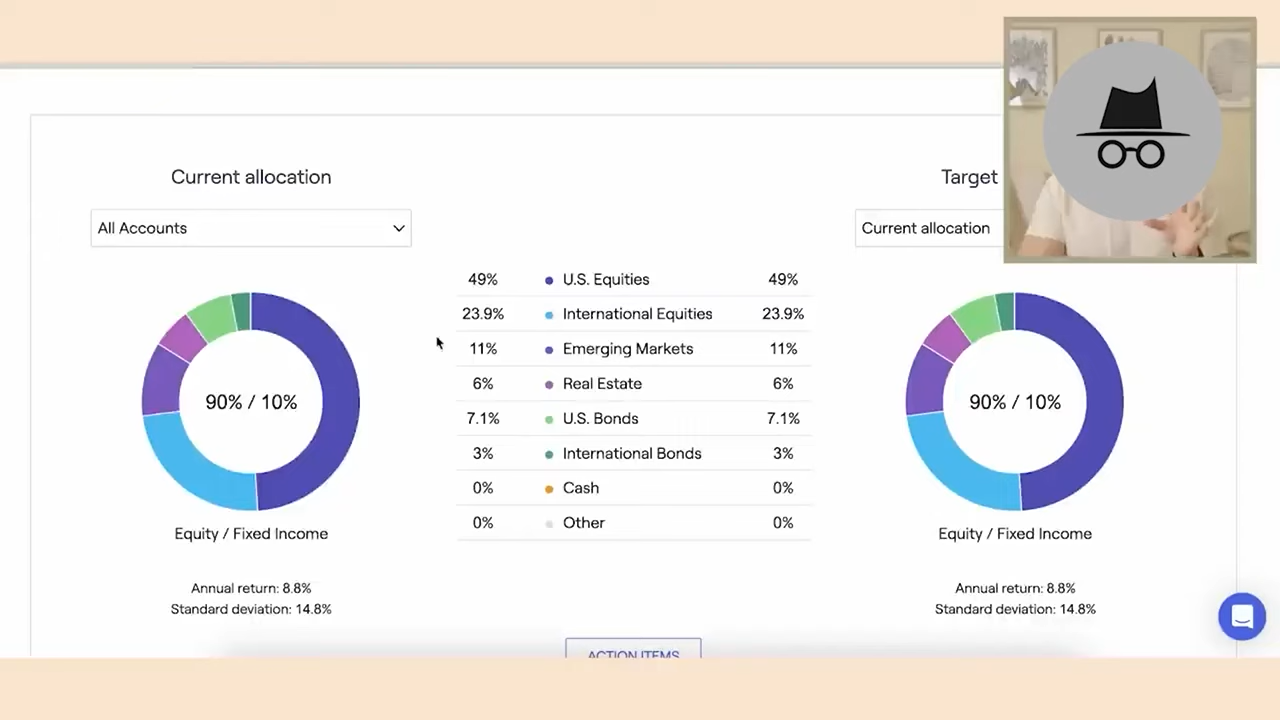 Current allocation
Target
All Accounts
Current allocation
49% U.S. Equities 49%
23.9% International Equities 23.9%
11% Emerging Markets 11%
6% Real Estate 6%
7.1% U.S. Bonds 7.1%
3% International Bonds 3%
0% Cash 0%
0% Other 0%
90% / 10%
90% / 10%
Equity / Fixed Income
Equity / Fixed Income
Annual return: 8.8%
Standard deviation: 14.8%
Annual return: 8.8%
Standard deviation: 14.8%
ACTION ITEMS